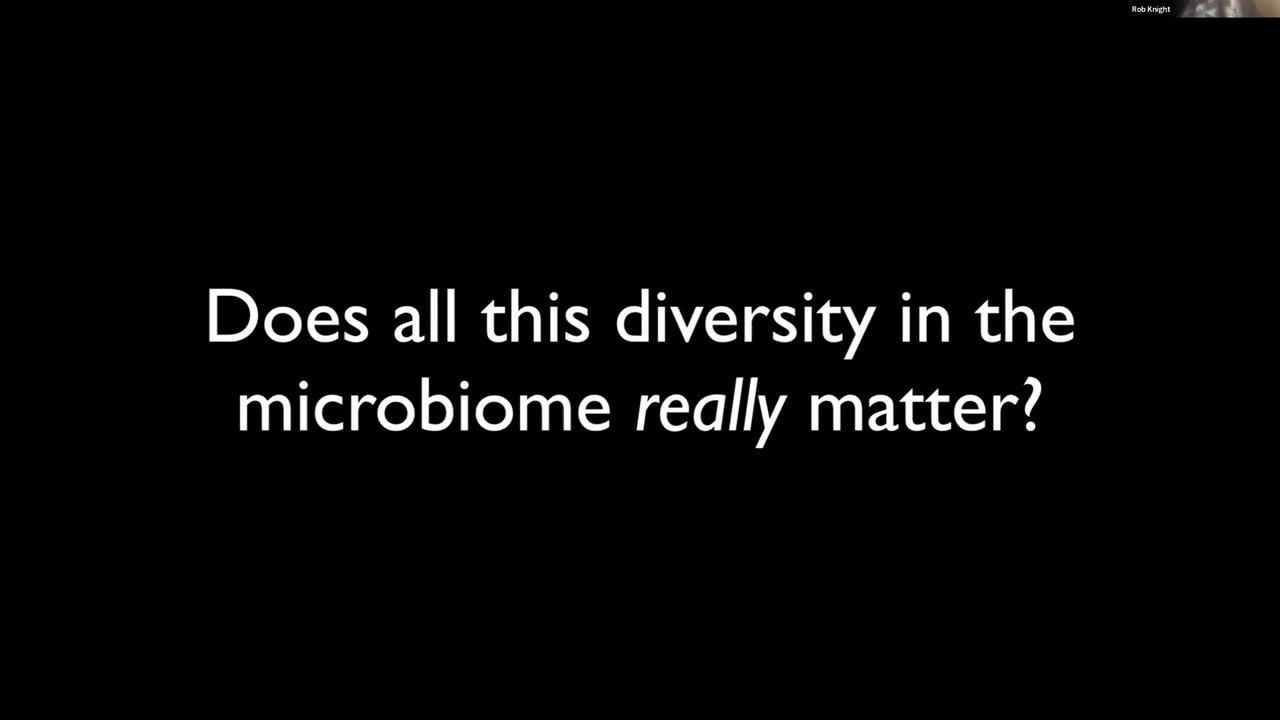 Rob Knight
Does all this diversity in the
microbiome really matter?